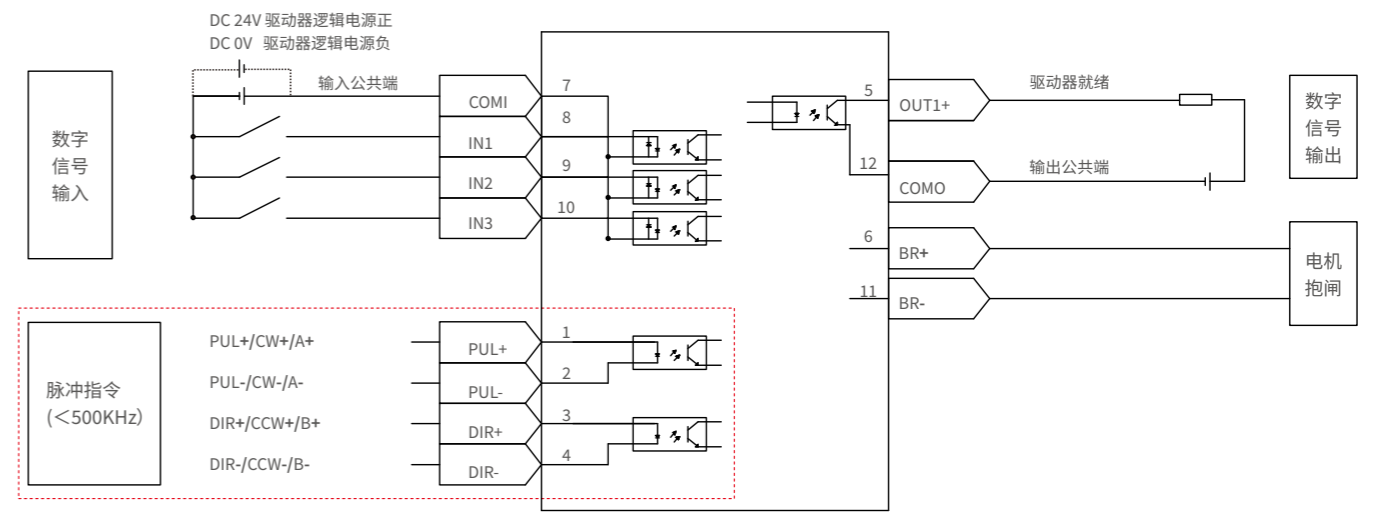 DC 24V 驱动器逻辑电源正
DC 0V 驱动器逻辑电源负
数字
信号
输入
输入公共端
COMI
7
8
IN1
9
IN2
10
IN3
5
OUT1+
驱动器就绪
12
COMO
输出公共端
数字
信号
输出
6
BR+
11
BR-
电机
抱闸
脉冲指令
(＜500KHz)
PUL+/CW+/A+
PUL+
1
PUL-/CW-/A-
PUL-
2
DIR+/CCW+/B+
DIR+
3
DIR-/CCW-/B-
DIR-
4